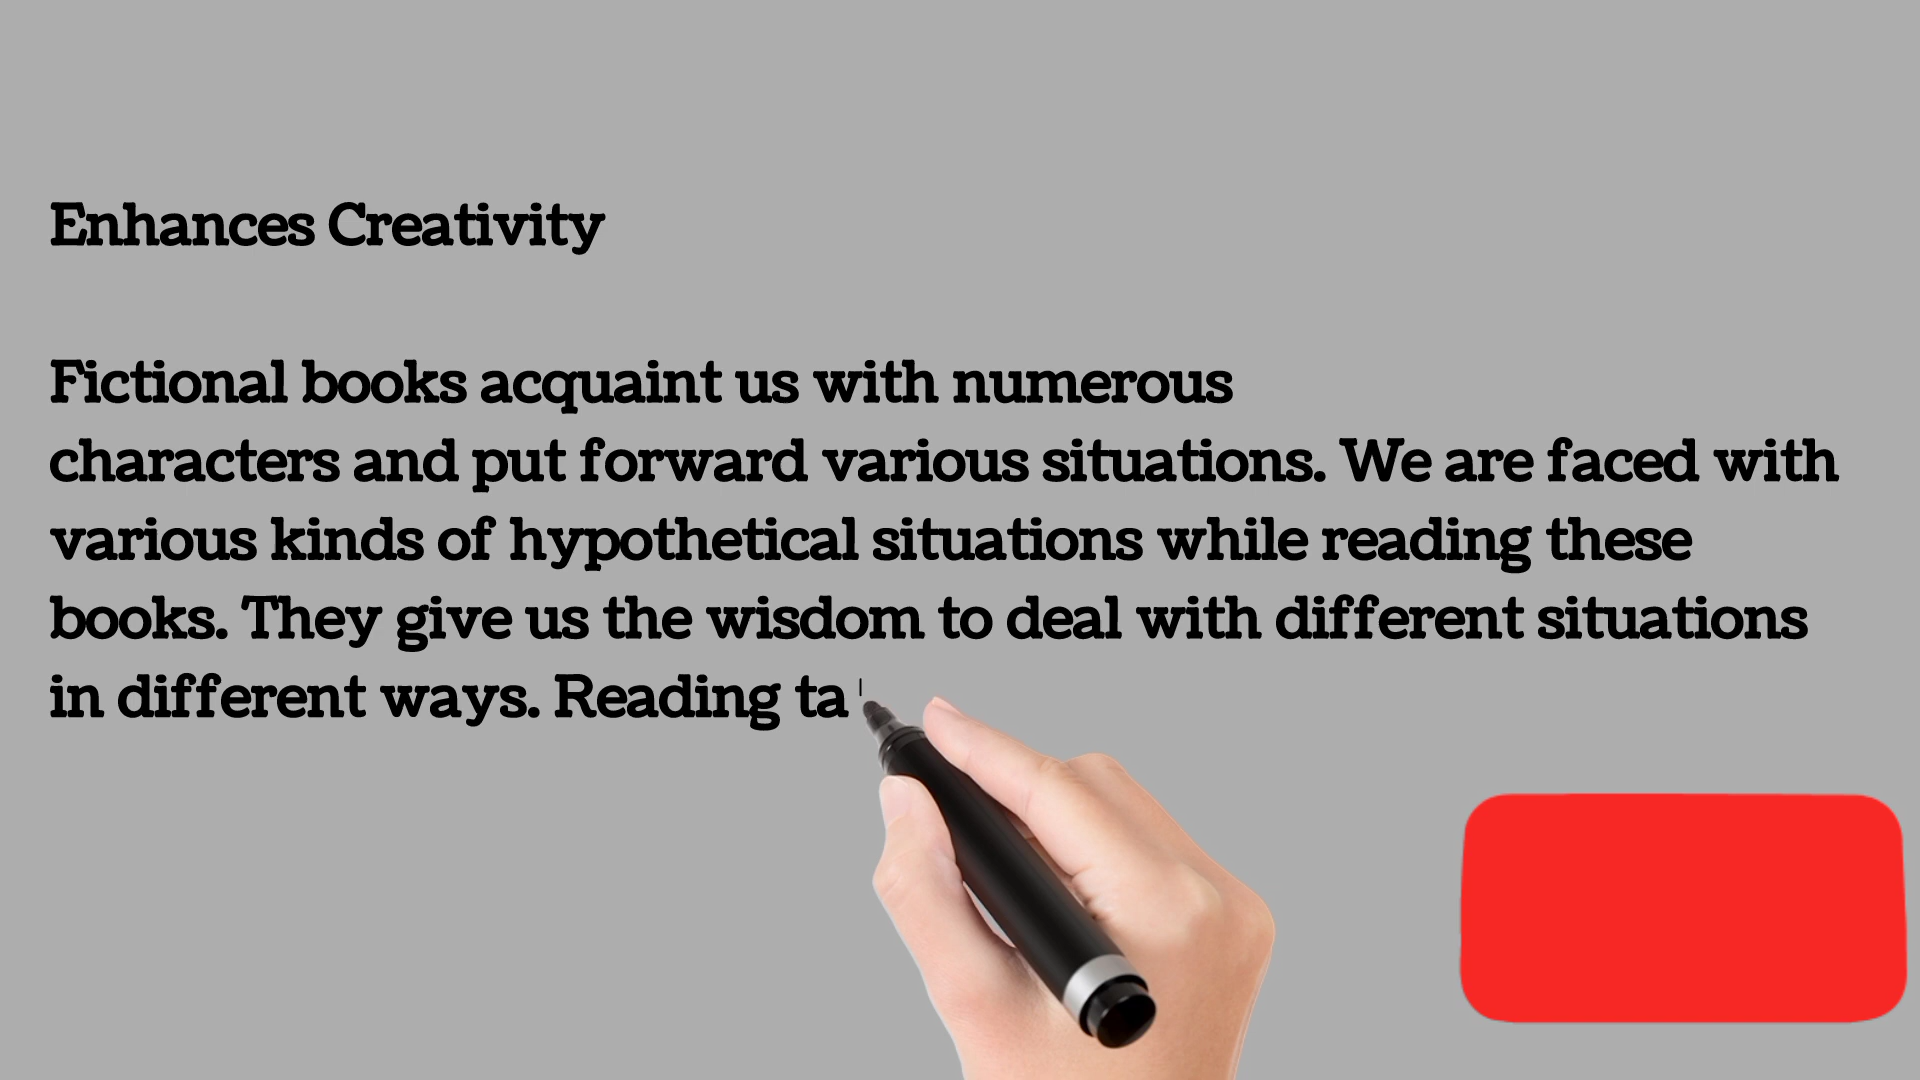 Enhances Creativity
Fictional books acquaint us with numerous
characters and put forward various situations. We are faced with
various kinds of hypothetical situations while reading these
books. They give us the wisdom to deal with different situations
in different ways. Reading ta